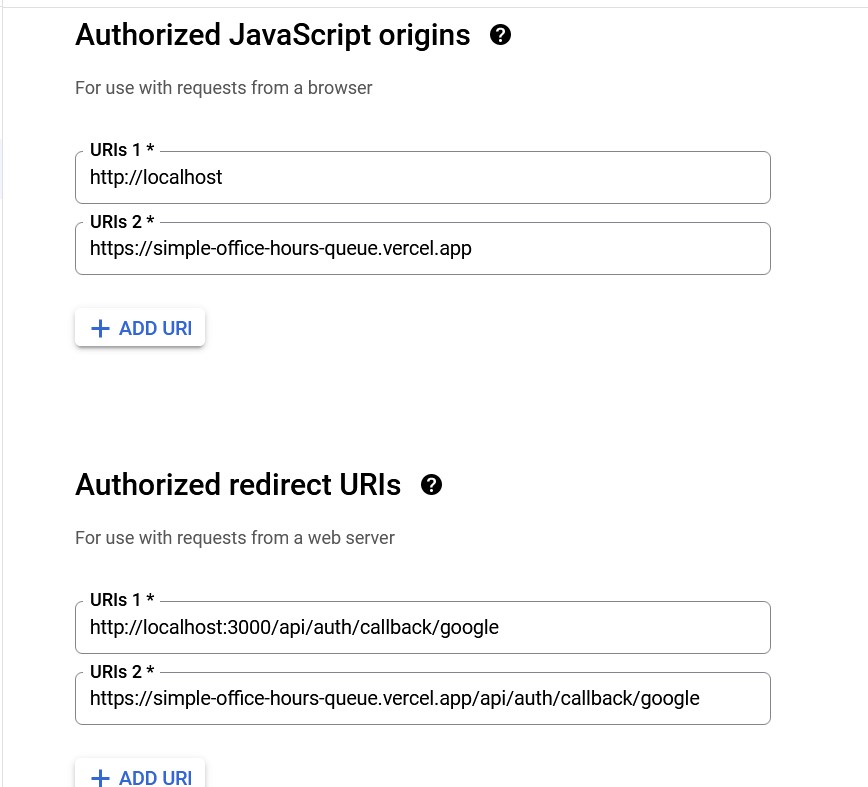 Authorized JavaScript origins
For use with requests from a browser
URIs 1 *
http://localhost
URIs 2 *
https://simple-office-hours-queue.vercel.app
ADD URI
Authorized redirect URIs
For use with requests from a web server
URIs 1 *
http://localhost:3000/api/auth/callback/google
URIs 2 *
https://simple-office-hours-queue.vercel.app/api/auth/callback/google
ADD URI